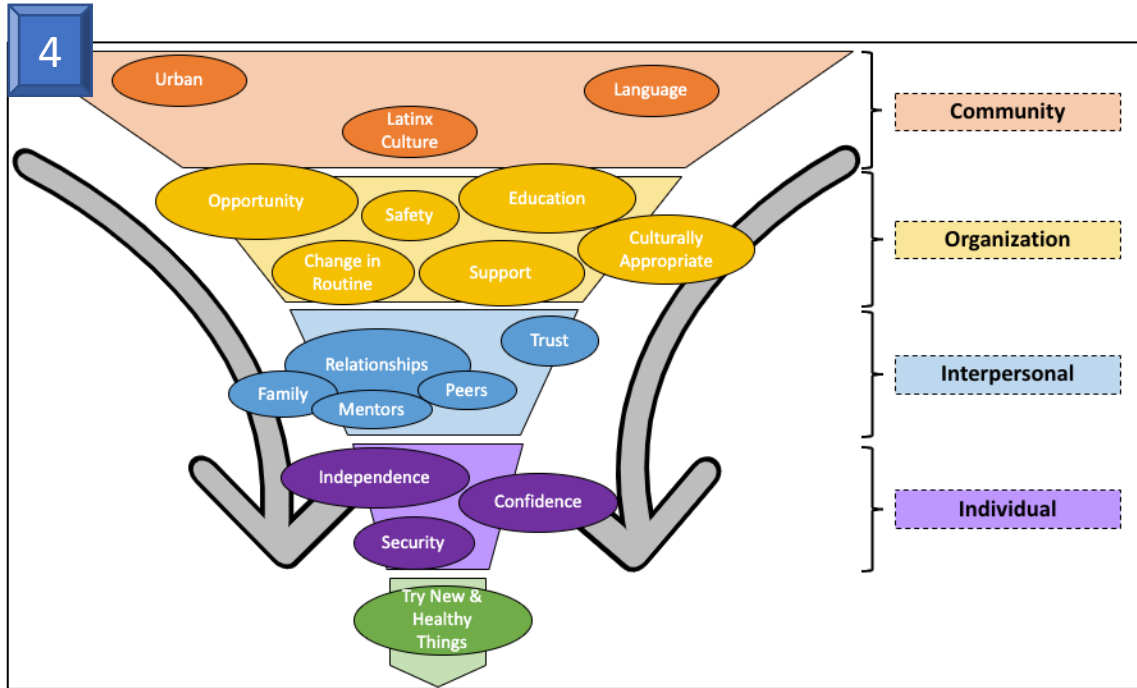 4
Urban
Language
Latinx
Culture
Community
Opportunity
Safety
Education
Culturally
Appropriate
Change in
Routine
Support
Organization
Trust
Relationships
Family
Peers
Mentors
Interpersonal
Independence
Confidence
Security
Individual
Try New &
Healthy
Things